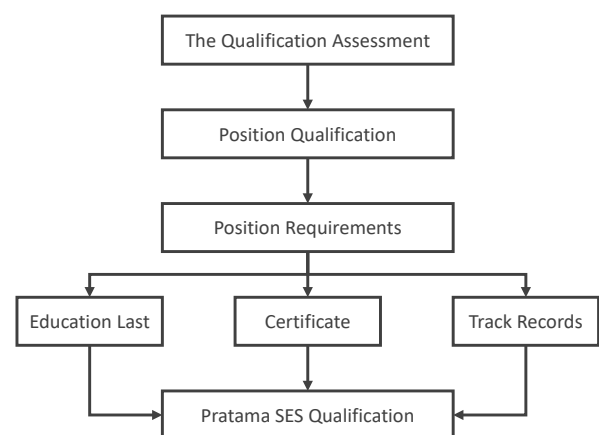 The Qualification Assessment
Position Qualification
Position Requirements
Education Last
Certificate
Track Records
Pratama SES Qualification